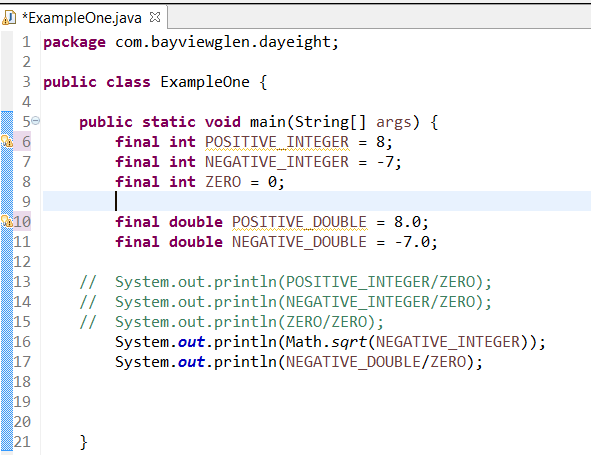 *ExampleOne.java
1 package com.bayviewglen.dayeight;
2
3 public class ExampleOne {
4
5 public static void main(String[] args) {
6 final int POSITIVE_INTEGER = 8;
7 final int NEGATIVE_INTEGER = -7;
8 final int ZERO = 0;
9
10 final double POSITIVE_DOUBLE = 8.0;
11 final double NEGATIVE_DOUBLE = -7.0;
12
13 // System.out.println(POSITIVE_INTEGER/ZERO);
14 // System.out.println(NEGATIVE_INTEGER/ZERO);
15 // System.out.println(ZERO/ZERO);
16 System.out.println(Math.sqrt(NEGATIVE_INTEGER));
17 System.out.println(NEGATIVE_DOUBLE/ZERO);
18
19
20
21 }